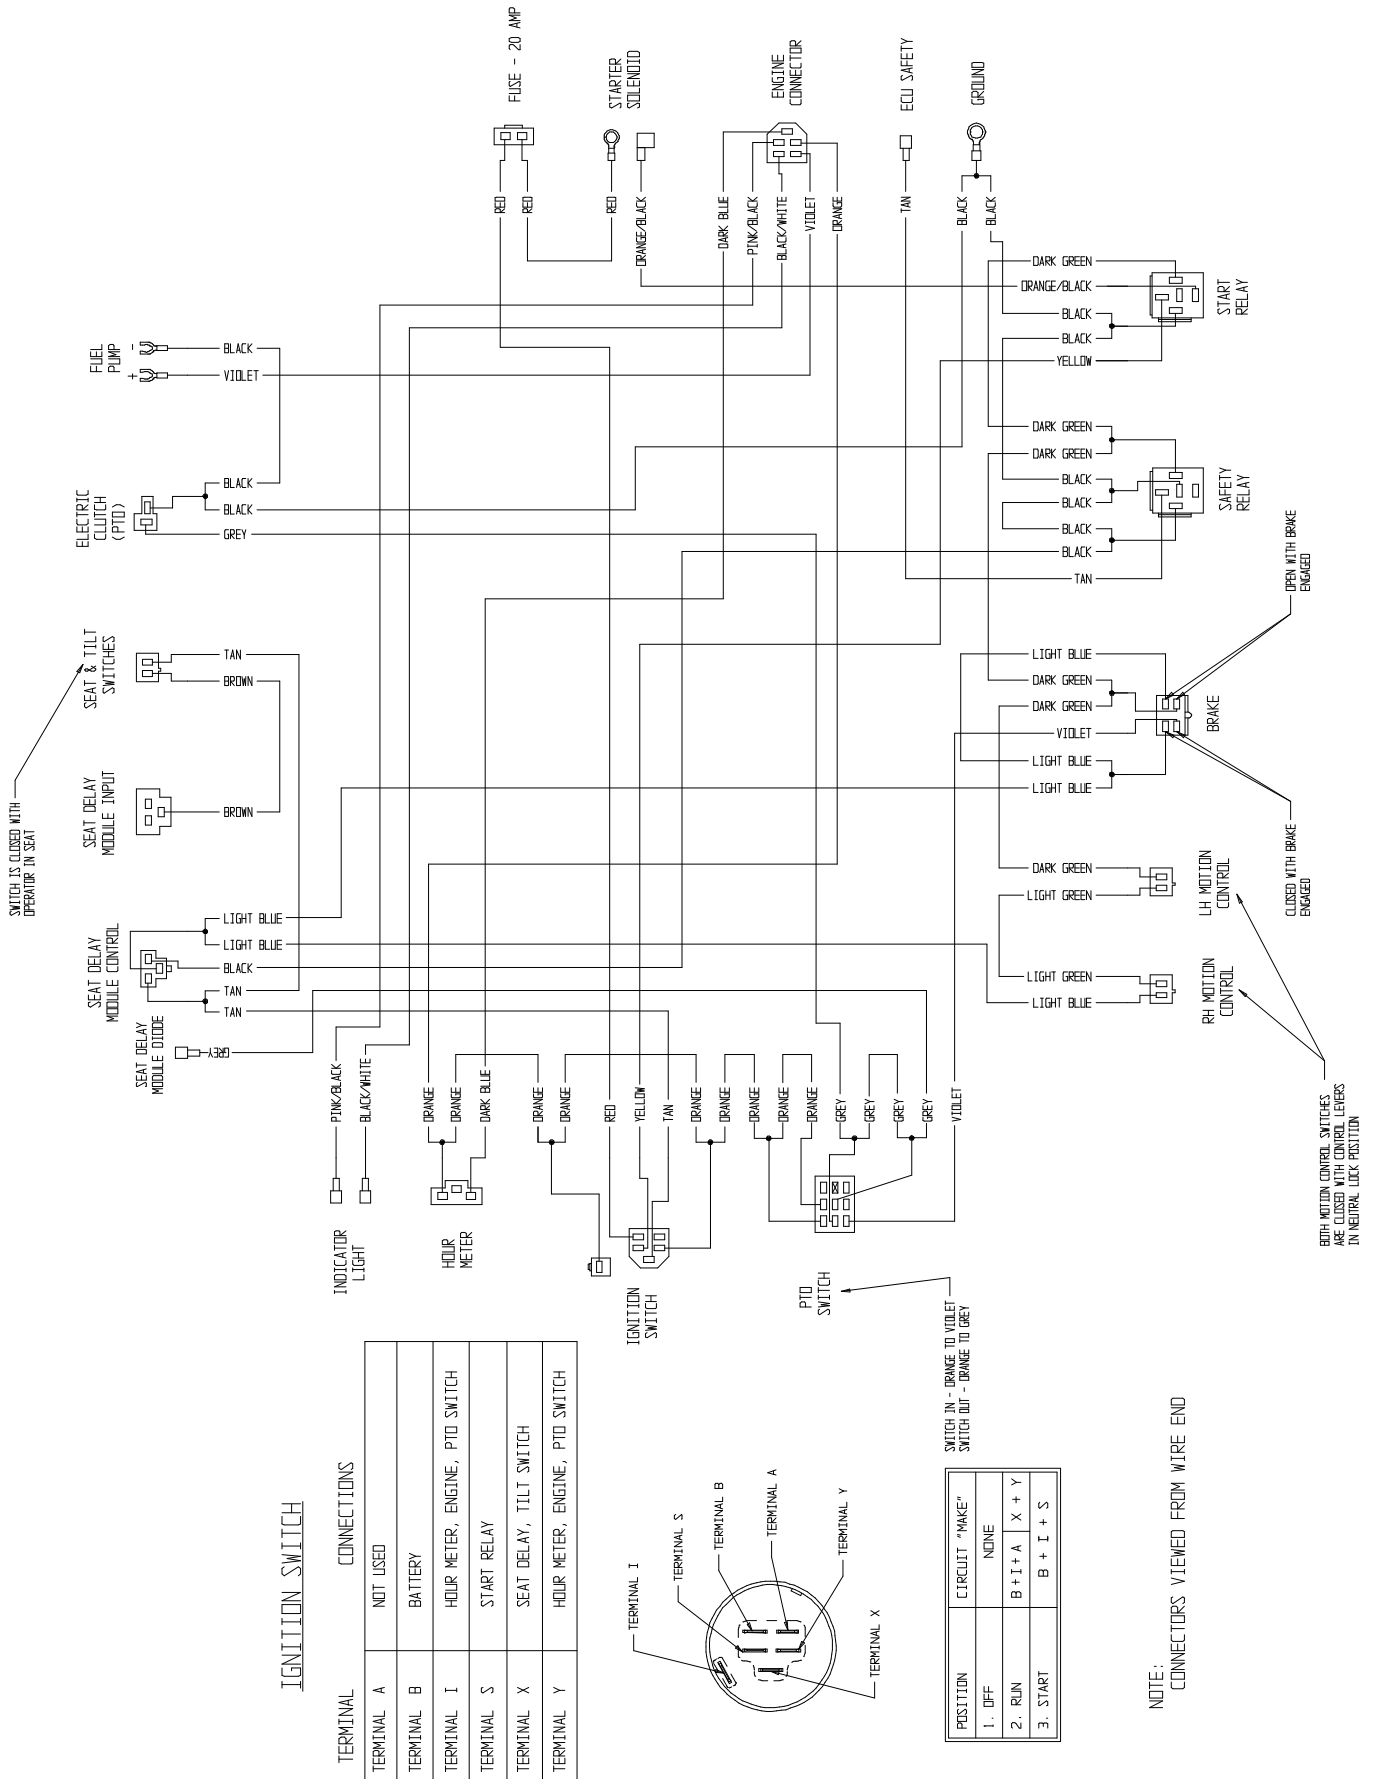 FUSE - 20 AMP
STARTER
SOLENOID
ENGINE
CONNECTOR
ECU SAFETY
GROUND
RED
RED
RED
ORANGE/BLACK
DARK BLUE
PINK/BLACK
BLACK/WHITE
VIOLET
ORANGE
TAN
BLACK
BLACK
FUEL
PUMP
-
+
BLACK
VIOLET
ELECTRIC
CLUTCH
(PTO)
BLACK
BLACK
GREY
SEAT & TILT
SWITCHES
TAN
BROWN
SEAT DELAY
MODULE INPUT
BROWN
SWITCH IS CLOSED WITH
OPERATOR IN SEAT
SEAT DELAY
MODULE CONTROL
LIGHT BLUE
LIGHT BLUE
BLACK
TAN
TAN
SEAT DELAY
MODULE DIODE
GREY
DARK GREEN
ORANGE/BLACK
BLACK
BLACK
YELLOW
START
RELAY
DARK GREEN
DARK GREEN
BLACK
BLACK
BLACK
BLACK
TAN
SAFETY
RELAY
OPEN WITH BRAKE
ENGAGED
LIGHT BLUE
DARK GREEN
DARK GREEN
VIOLET
LIGHT BLUE
LIGHT BLUE
BRAKE
CLOSED WITH BRAKE
ENGAGED
DARK GREEN
LIGHT GREEN
LH MOTION
CONTROL
LIGHT GREEN
LIGHT BLUE
RH MOTION
CONTROL
BOTH MOTION CONTROL SWITCHES
ARE CLOSED WITH CONTROL LEVERS
IN NEUTRAL LOCK POSITION
PINK/BLACK
BLACK/WHITE
ORANGE
ORANGE
DARK BLUE
ORANGE
ORANGE
RED
YELLOW
TAN
ORANGE
ORANGE
ORANGE
ORANGE
GREY
GREY
GREY
GREY
VIOLET
INDICATOR
LIGHT
HOUR
METER
IGNITION
SWITCH
PTO
SWITCH
SWITCH IN - ORANGE TO VIOLET
SWITCH OUT - ORANGE TO GREY
IGNITION SWITCH
TERMINAL CONNECTIONS
TERMINAL A NOT USED
TERMINAL B BATTERY
TERMINAL I HOUR METER, ENGINE, PTO SWITCH
TERMINAL S START RELAY
TERMINAL X SEAT DELAY, TILT SWITCH
TERMINAL Y HOUR METER, ENGINE, PTO SWITCH
TERMINAL I
TERMINAL S
TERMINAL B
TERMINAL A
TERMINAL Y
TERMINAL X
POSITION CIRCUIT "MAKE"
1. OFF NONE
2. RUN B+I+A X + Y
3. START B + I + S
NOTE:
CONNECTORS VIEWED FROM WIRE END